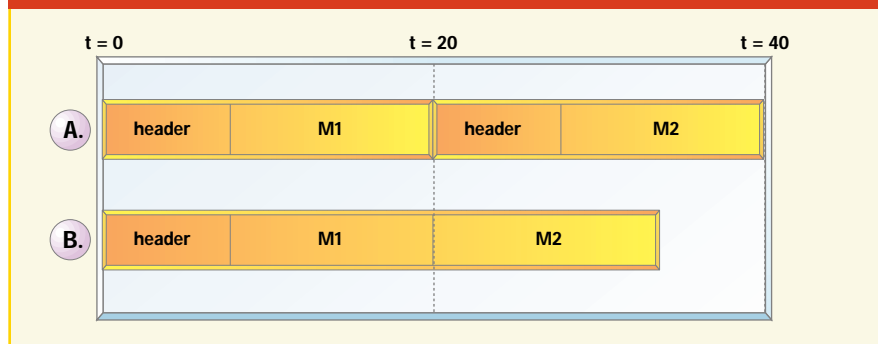 t = 0 t = 20 t = 40
A. header M1 header M2
B. header M1 M2